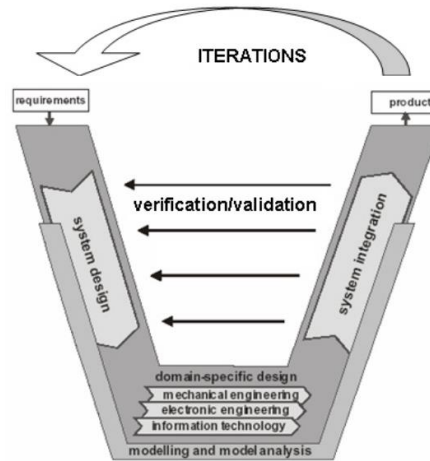 ITERATIONS
requirements
product
system design
verification/validation
system integration
domain-specific design
mechanical engineering
electronic engineering
information technology
modelling and model analysis